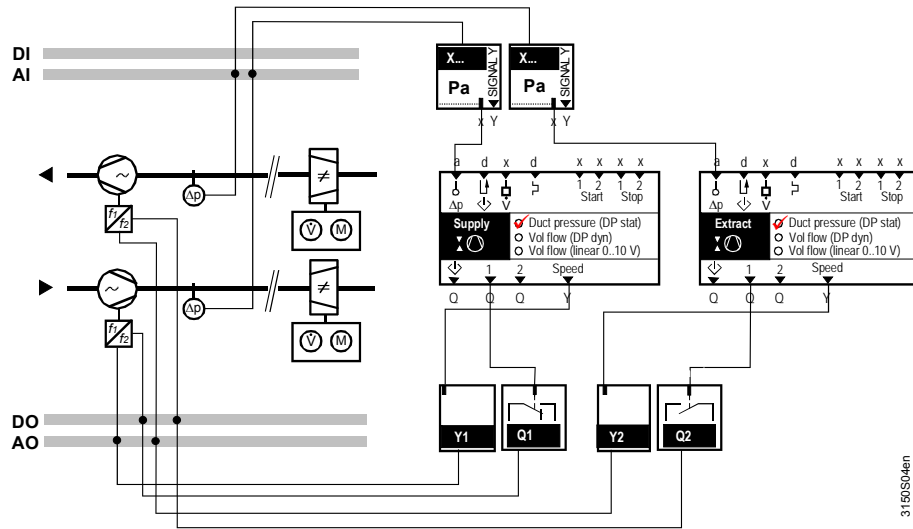 DI
AI
X... SIGNAL Y
Pa
x Y
X... SIGNAL Y
Pa
x Y
~
Δp
≠
f1
f2
V̇ M
~
Δp
≠
f1
f2
V̇ M
a d x d x x x x
1 2 1 2
Δp V̇ Start Stop
Supply
Duct pressure (DP stat)
Vol flow (DP dyn)
Vol flow (linear 0..10 V)
1 2 Speed
Q Q Q Y
a d x d x x x x
1 2 1 2
Δp V̇ Start Stop
Extract
Duct pressure (DP stat)
Vol flow (DP dyn)
Vol flow (linear 0..10 V)
1 2 Speed
Q Q Q Y
DO
AO
Y1
Q1
Y2
Q2
3150S04en